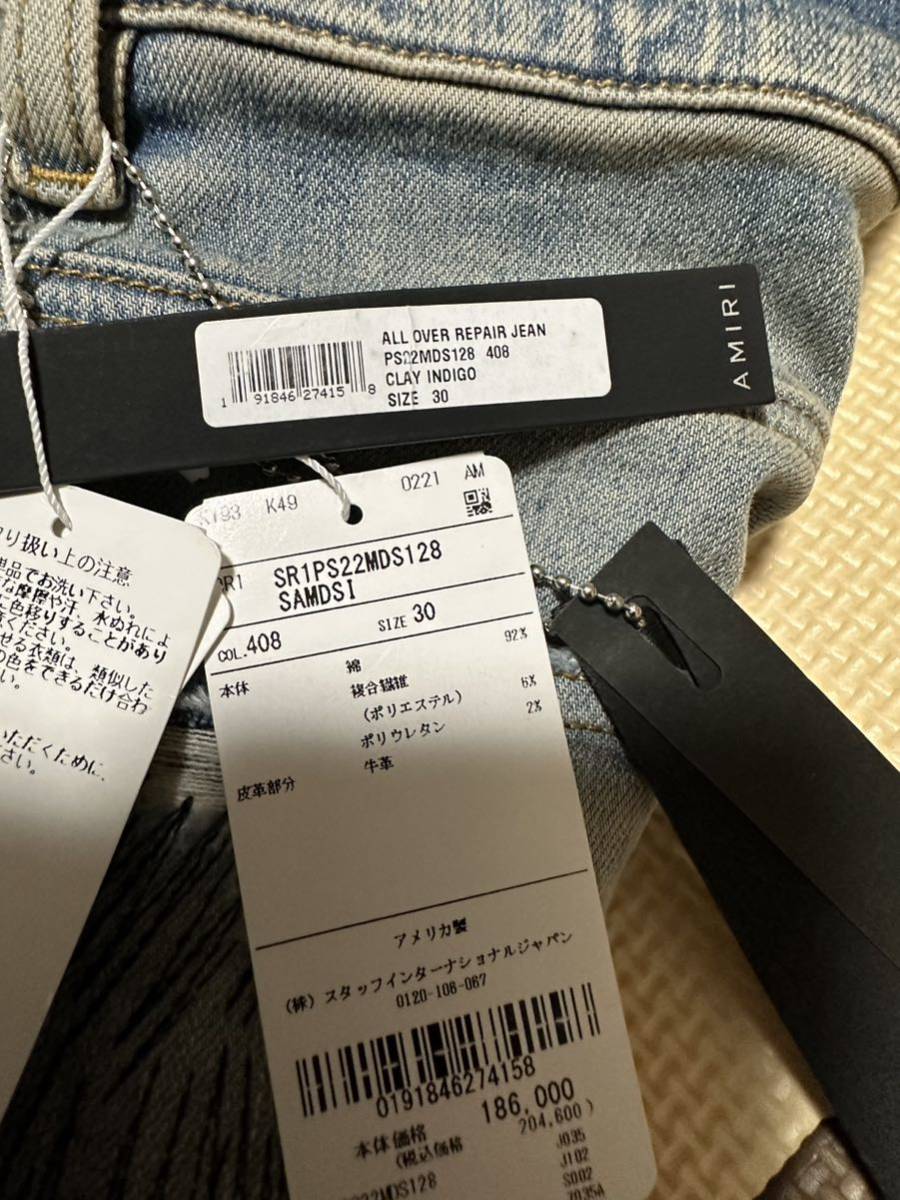 ALL OVER REPAIR JEAN
PS22MDS128 408
CLAY INDIGO
SIZE 30
1 91846 27415 8
AMIRI
K193 K49 0221 AM
SR1 SR1PS22MDS128
SAMDSI
COL.408 SIZE 30
本体 綿 92%
複合繊維
(ポリエステル) 6%
ポリウレタン 2%
皮革部分 牛革
アメリカ製
(株)スタッフインターナショナルジャパン
0120-106-067
0191846274158
本体価格 186,000
(税込価格 204,600)
J035
J102
S002
り扱い上の注意
品でお洗い下さい。
な摩擦や汗、水ぬれによ
色移りすることがあり
ください。
せる衣類は、類似した
の色をできるだけ合わ
い。
いただくために、
さい。